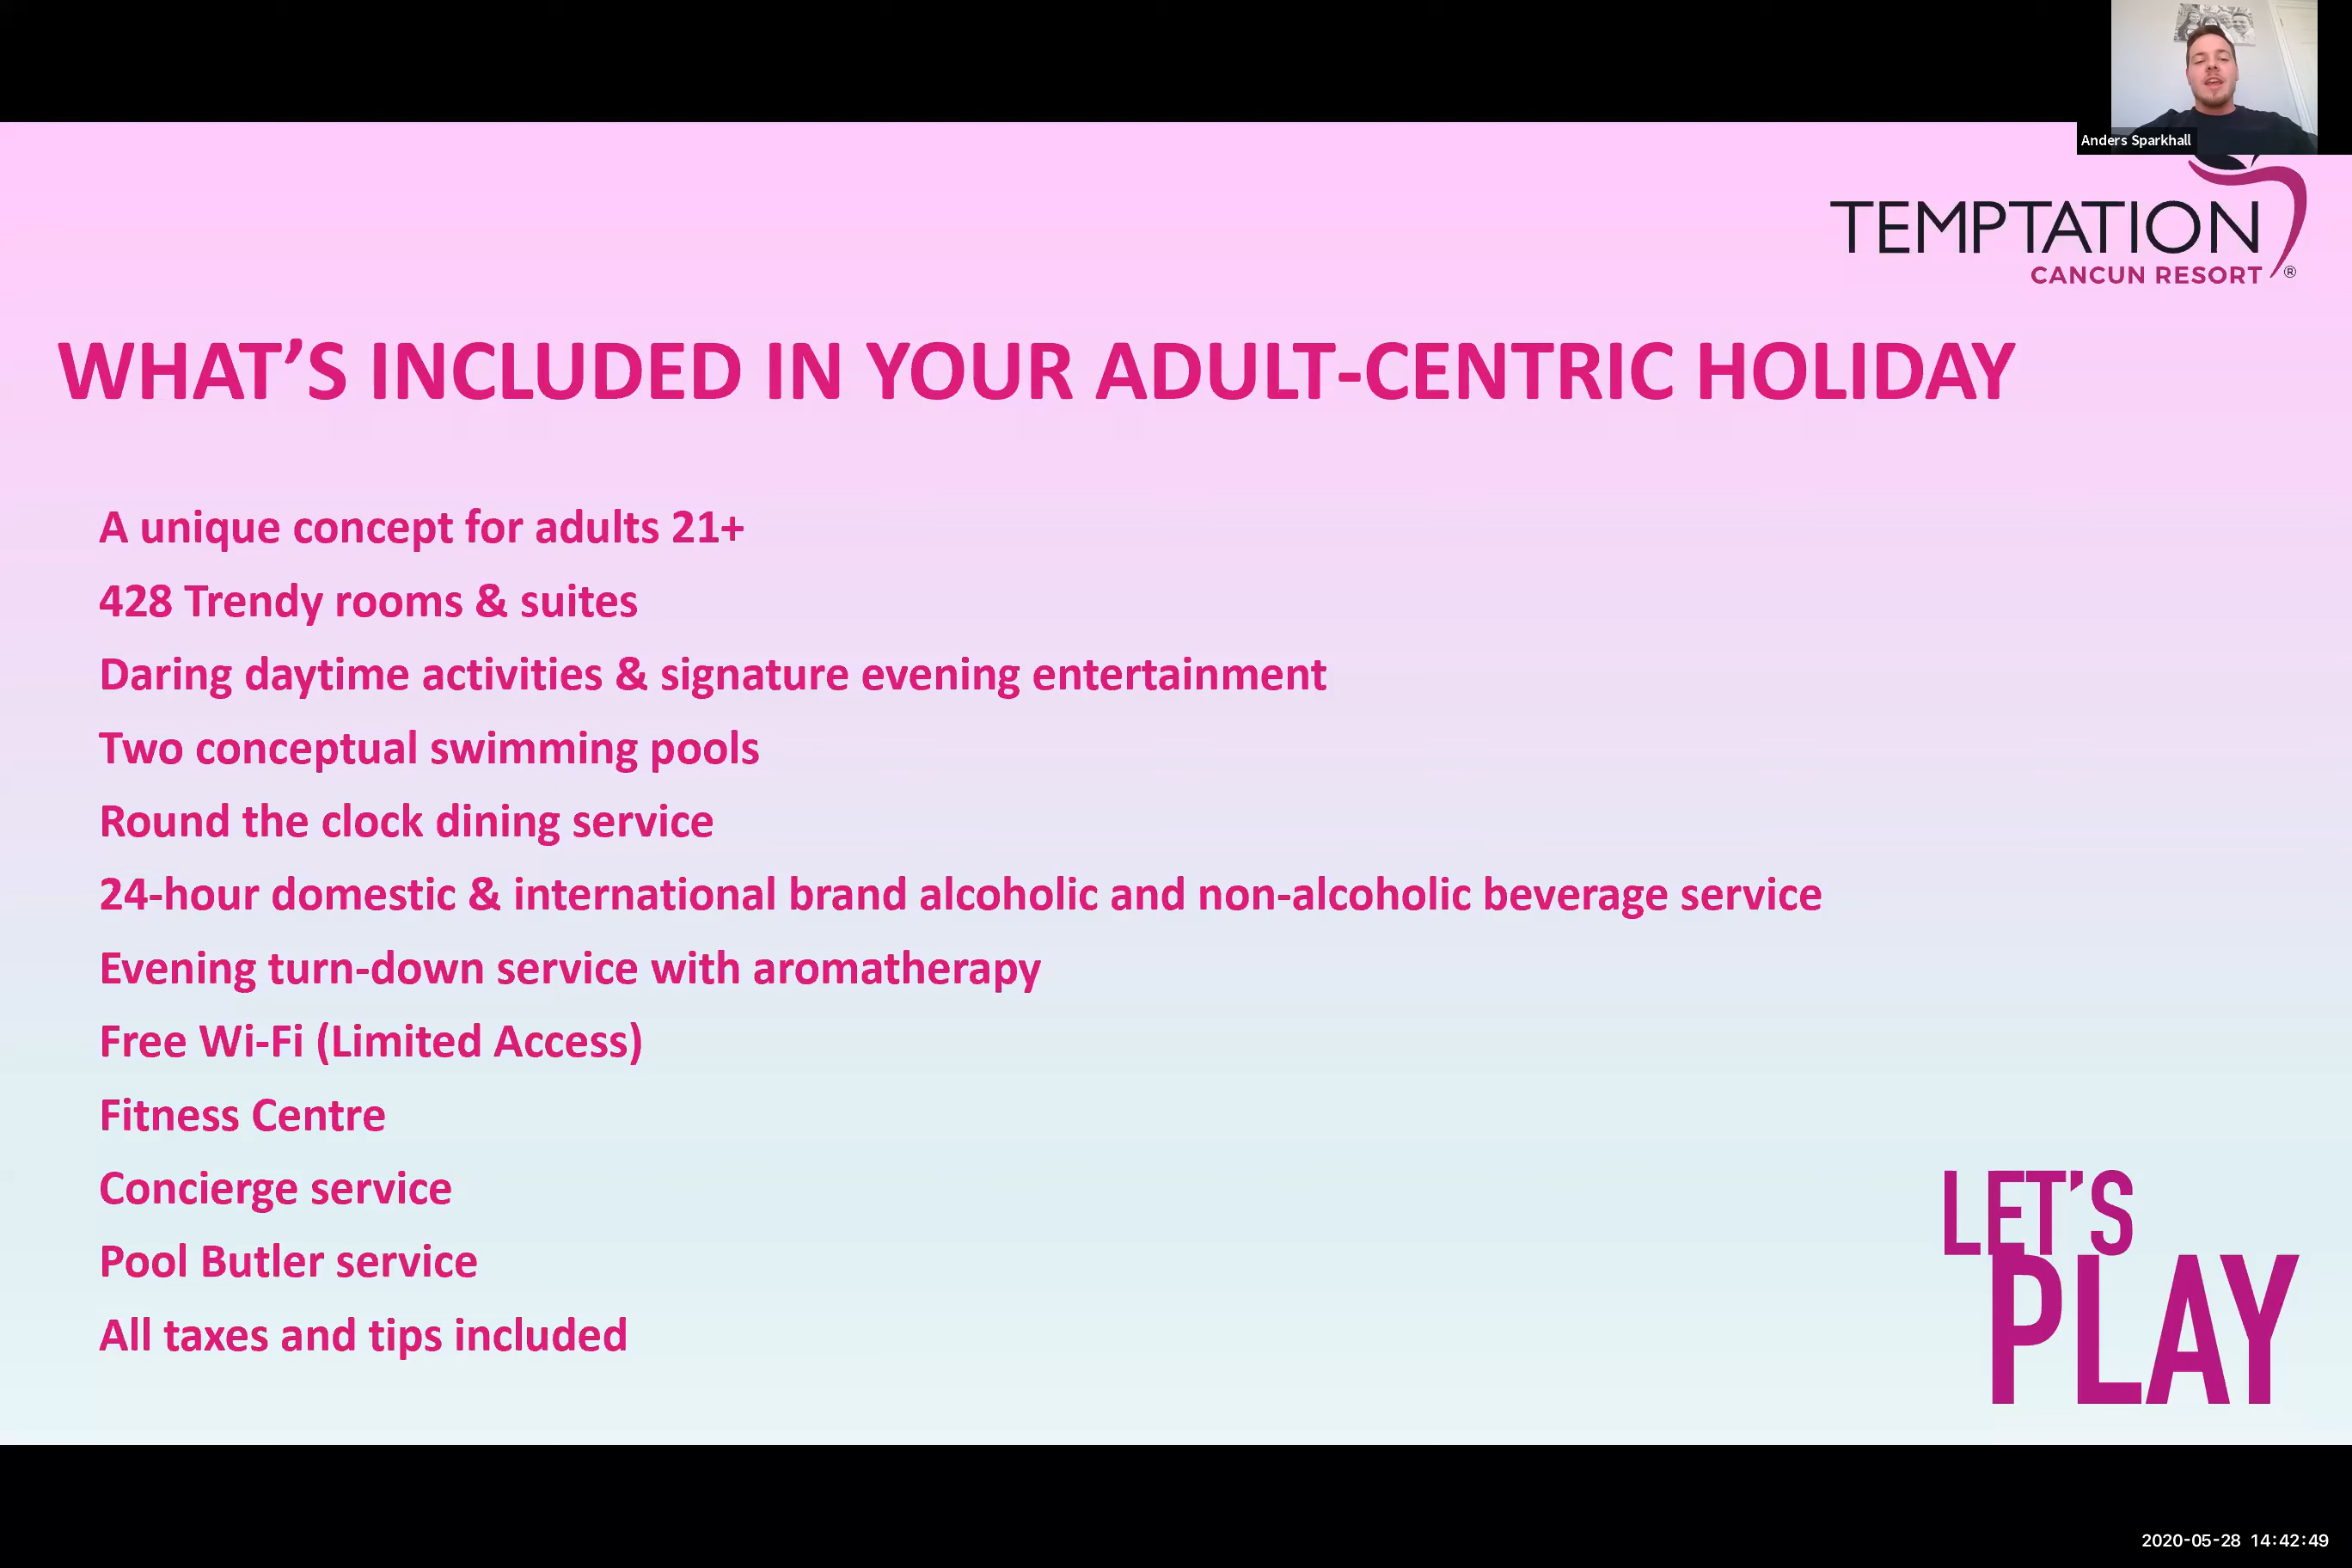 Anders Sparkhall
TEMPTATION
CANCUN RESORT ®
WHAT’S INCLUDED IN YOUR ADULT-CENTRIC HOLIDAY
A unique concept for adults 21+
428 Trendy rooms & suites
Daring daytime activities & signature evening entertainment
Two conceptual swimming pools
Round the clock dining service
24-hour domestic & international brand alcoholic and non-alcoholic beverage service
Evening turn-down service with aromatherapy
Free Wi-Fi (Limited Access)
Fitness Centre
Concierge service
Pool Butler service
All taxes and tips included
LET’S
PLAY
2020-05-28 14:42:49